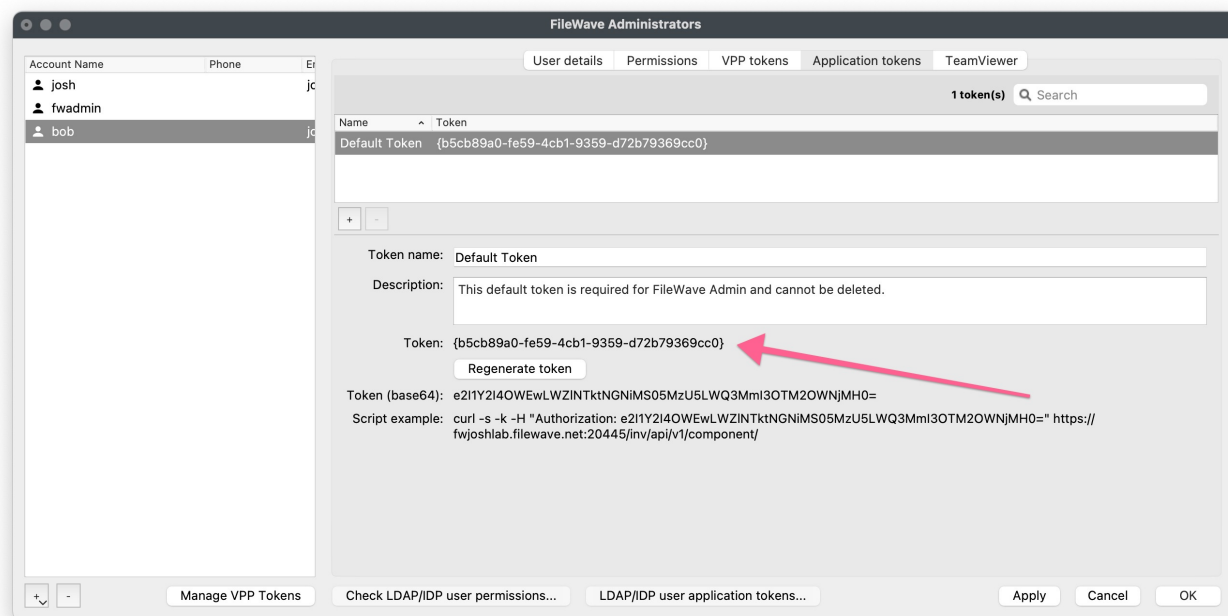 FileWave Administrators
Account Name Phone
josh
fwadmin
bob
User details Permissions VPP tokens Application tokens TeamViewer
1 token(s) Search
Name Token
Default Token {b5cb89a0-fe59-4cb1-9359-d72b79369cc0}
+ -
Token name: Default Token
Description: This default token is required for FileWave Admin and cannot be deleted.
Token: {b5cb89a0-fe59-4cb1-9359-d72b79369cc0}
Regenerate token
Token (base64): e2I1Y2I4OWEwLWZlNTktNGNiMS05MzU5LWQ3MmI3OTM2OWNjMH0=
Script example: curl -s -k -H "Authorization: e2I1Y2I4OWEwLWZlNTktNGNiMS05MzU5LWQ3MmI3OTM2OWNjMH0=" https://
fwjoshlab.filewave.net:20445/inv/api/v1/component/
+ - Manage VPP Tokens Check LDAP/IDP user permissions... LDAP/IDP user application tokens... Apply Cancel OK